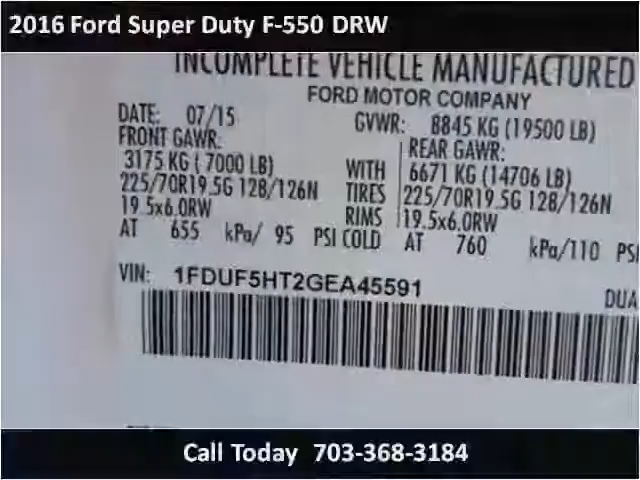 2016 Ford Super Duty F-550 DRW
INCOMPLETE VEHICLE MANUFACTURED
FORD MOTOR COMPANY
DATE: 07/15 GVWR: 8845 KG (19500 LB)
FRONT GAWR: REAR GAWR:
3175 KG ( 7000 LB) WITH 6671 KG (14706 LB)
225/70R19.5G 128/126N TIRES 225/70R19.5G 128/126N
19.5x6.0RW RIMS 19.5x6.0RW
AT 655 kPa/ 95 PSI COLD AT 760 kPa/110 PSI
VIN: 1FDUF5HT2GEA45591
DUA
Call Today 703-368-3184